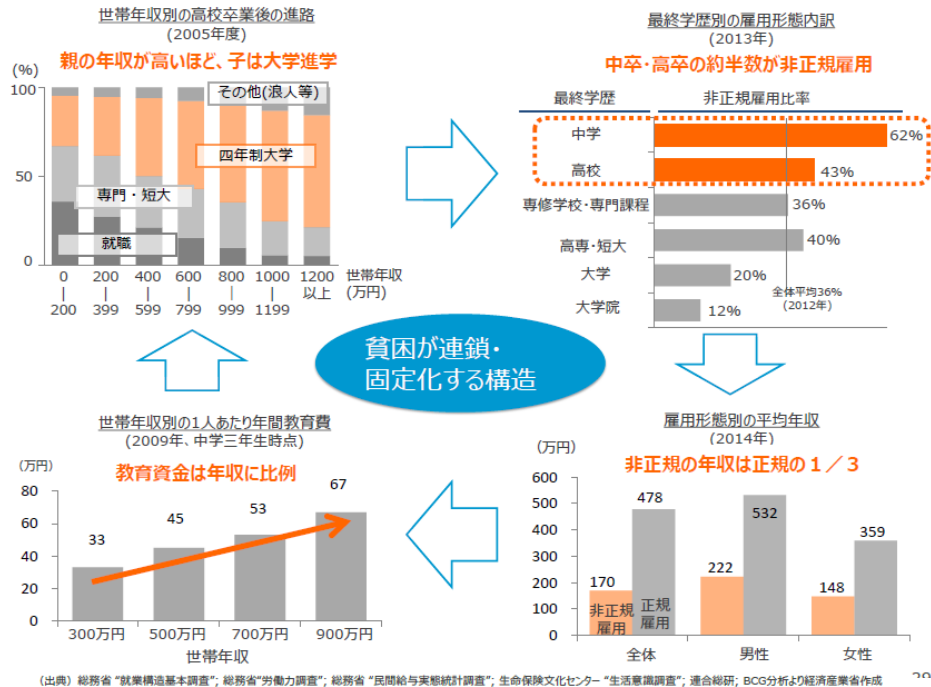 世帯年収別の高校卒業後の進路
(2005年度)
親の年収が高いほど、子は大学進学
(%)
100
50
0
その他(浪人等)
四年制大学
専門・短大
就職
0 200 400 600 800 1000 1200
| | | | | | 以上
200 399 599 799 999 1199
世帯年収
(万円)
最終学歴別の雇用形態内訳
(2013年)
中卒・高卒の約半数が非正規雇用
最終学歴 非正規雇用比率
中学 62%
高校 43%
専修学校・専門課程 36%
高専・短大 40%
大学 20%
大学院 12%
全体平均36%
(2012年)
貧困が連鎖・
固定化する構造
世帯年収別の1人あたり年間教育費
(2009年、中学三年生時点)
(万円)
教育資金は年収に比例
80
60
40
20
0
33 45 53 67
300万円 500万円 700万円 900万円
世帯年収
雇用形態別の平均年収
(2014年)
(万円)
非正規の年収は正規の1/3
600
500
400
300
200
100
0
170 478 222 532 148 359
非正規 正規
雇用 雇用
全体 男性 女性
(出典)総務省 “就業構造基本調査”; 総務省“労働力調査”; 総務省 “民間給与実態統計調査”; 生命保険文化センター “生活意識調査”; 連合総研; BCG分析より経済産業省作成